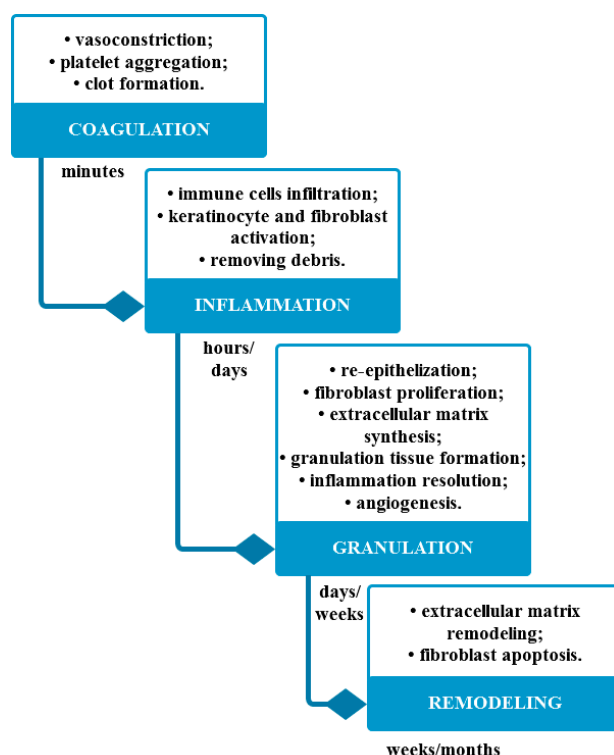 • vasoconstriction;
• platelet aggregation;
• clot formation.
COAGULATION
minutes
• immune cells infiltration;
• keratinocyte and fibroblast
activation;
• removing debris.
INFLAMMATION
hours/
days
• re-epithelization;
• fibroblast proliferation;
• extracellular matrix
synthesis;
• granulation tissue formation;
• inflammation resolution;
• angiogenesis.
GRANULATION
days/
weeks
• extracellular matrix
remodeling;
• fibroblast apoptosis.
REMODELING
weeks/months